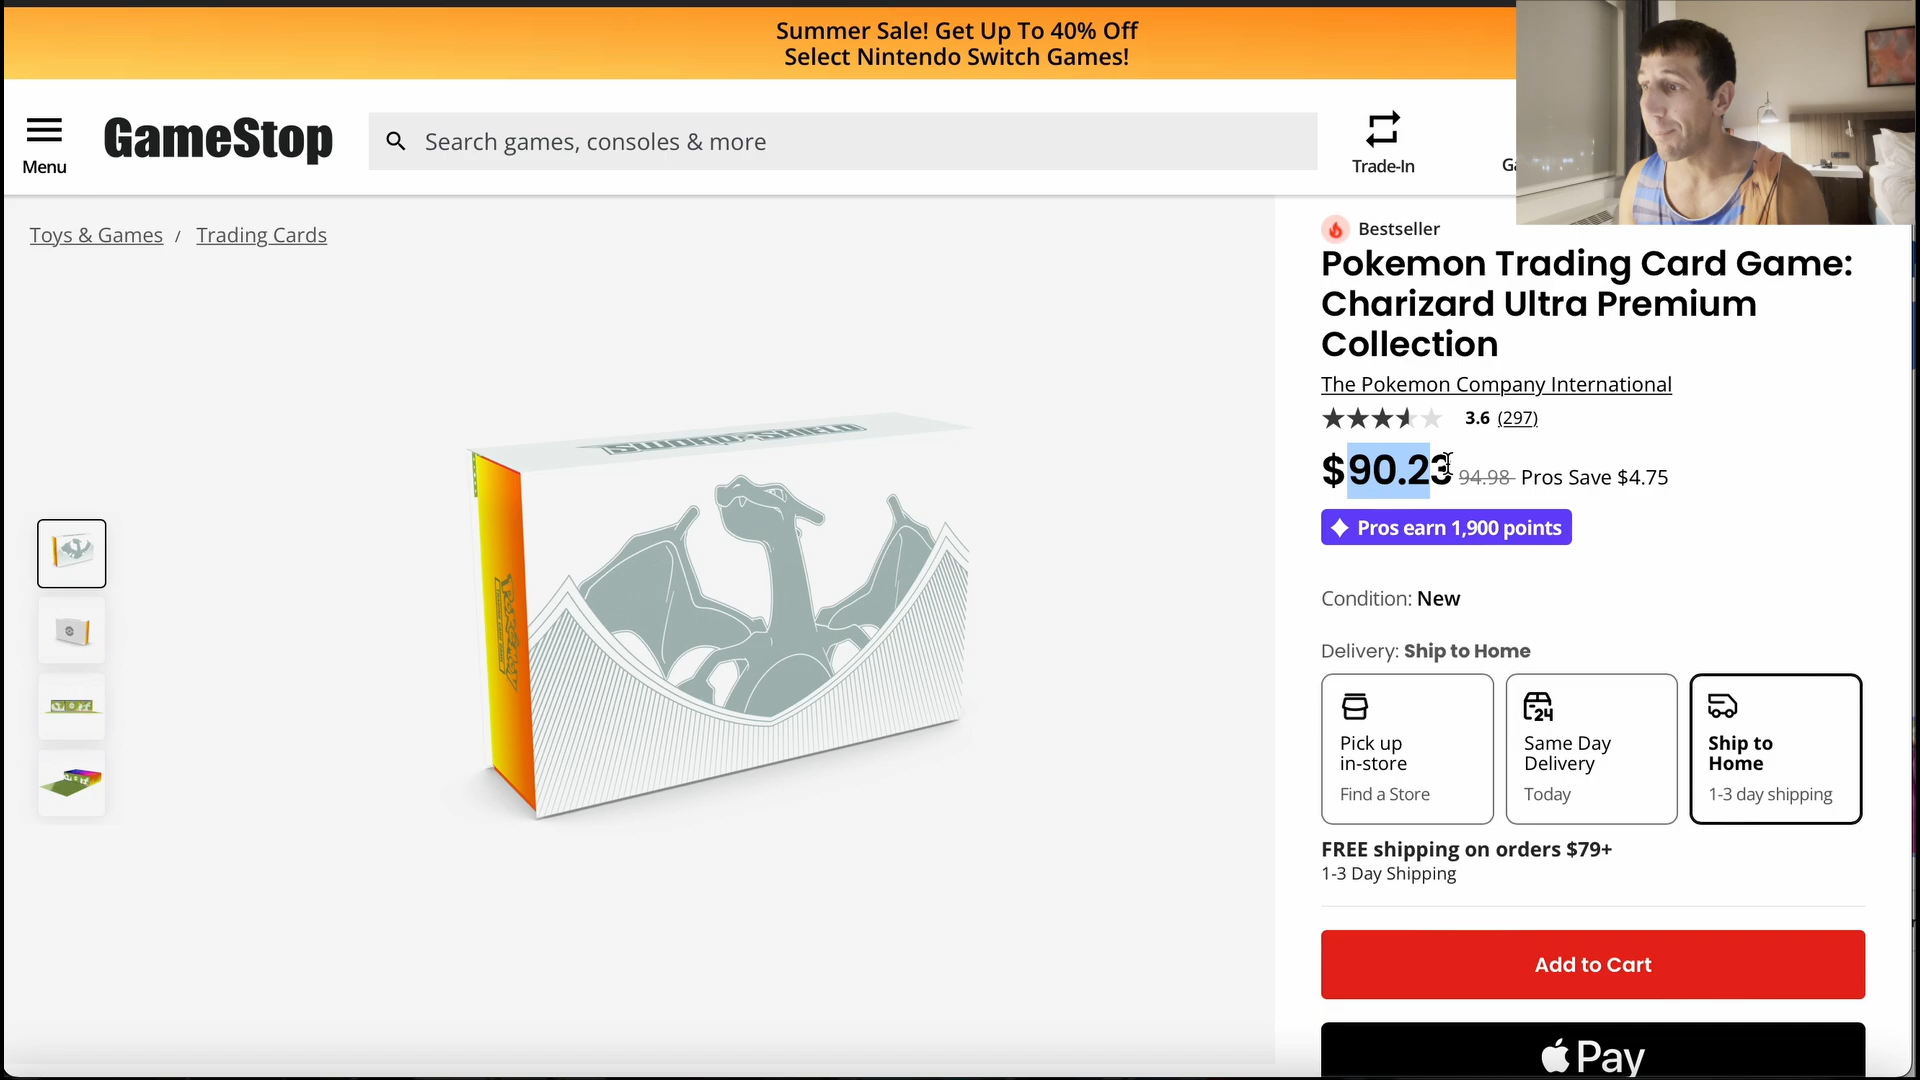 Summer Sale! Get Up To 40% Off
Select Nintendo Switch Games!
Menu
GameStop
Search games, consoles & more
Trade-In
Toys & Games / Trading Cards
SWORD & SHIELD
Bestseller
Pokemon Trading Card Game:
Charizard Ultra Premium
Collection
The Pokemon Company International
3.6 (297)
$90.23 94.98 Pros Save $4.75
Pros earn 1,900 points
Condition: New
Delivery: Ship to Home
Pick up
in-store
Find a Store
24
Same Day
Delivery
Today
Ship to
Home
1-3 day shipping
FREE shipping on orders $79+
1-3 Day Shipping
Add to Cart
Pay